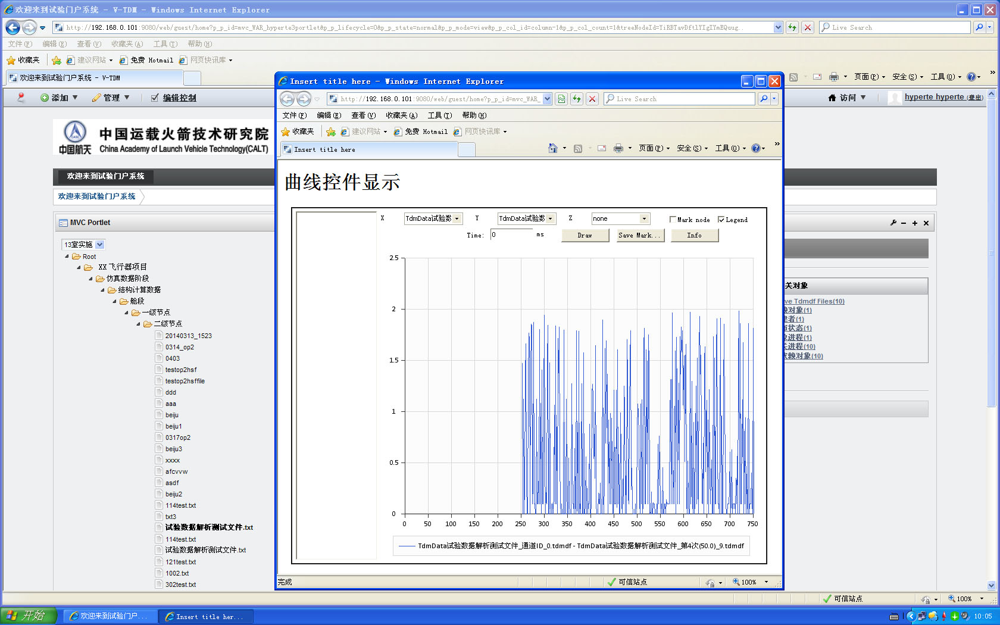 欢迎来到试验门户系统 - V-TDM - Windows Internet Explorer
http://192.168.0.101:9080/web/guest/home?p_p_id=mvc_WAR_hyperte3portlet&p_p_lifecycle=0&p_p_state=normal&p_p_mode=view&p_p_col_id=column-1&p_p_col_count=1&treeNodeId=
Live Search
文件(F) 编辑(E) 查看(V) 收藏夹(A) 工具(T) 帮助(H)
收藏夹 建议网站 免费 Hotmail 网页快讯库
欢迎来到试验门户系统 - V-TDM
页面(P) 安全(S) 工具(O)
添加 管理 编辑控制
访问 hyperte hyperte (登出)
中国航天
CASC
中国运载火箭技术研究院
China Academy of Launch Vehicle Technology(CALT)
欢迎来到试验门户系统
欢迎来到试验门户系统
MVC Portlet
13室实施
Root
XX 飞行器项目
仿真数据阶段
结构计算数据
舱段
一级节点
二级节点
20140313_1523
0314_op2
0403
testop2hsf
testop2hsffile
ddd
aaa
beiju
beiju1
0317op2
beiju3
xxxx
afcvvw
asdf
beiju2
114test.txt
txt3
试验数据解析测试文件.txt
114test.txt
试验数据解析测试文件.txt
121test.txt
1002.txt
302test.txt
Insert title here - Windows Internet Explorer
http://192.168.0.101:9080/web/guest/home?p_p_id=mvc_WAR_
Live Search
文件(F) 编辑(E) 查看(V) 收藏夹(A) 工具(T) 帮助(H)
收藏夹 建议网站 免费 Hotmail 网页快讯库
Insert title here
页面(P) 安全(S) 工具(O)
曲线控件显示
X TdmData试验数 Y TdmData试验数 Z none Mark node Legend
Time: 0 ms Draw Save Mark... Info
2.5
2
1.5
1
0.5
0
0 50 100 150 200 250 300 350 400 450 500 550 600 650 700 750
TdmData试验数据解析测试文件_通道ID_0.tdmdf - TdmData试验数据解析测试文件_第4次(50.0)_9.tdmdf
完成 可信站点 100%
关对象
ve Tdmdf Files(10)
对象(1)
者(1)
状态(1)
进程(1)
进程(10)
赖对象(10)
可信站点 100%
开始 欢迎来到试验门户... Insert title her... 10:05